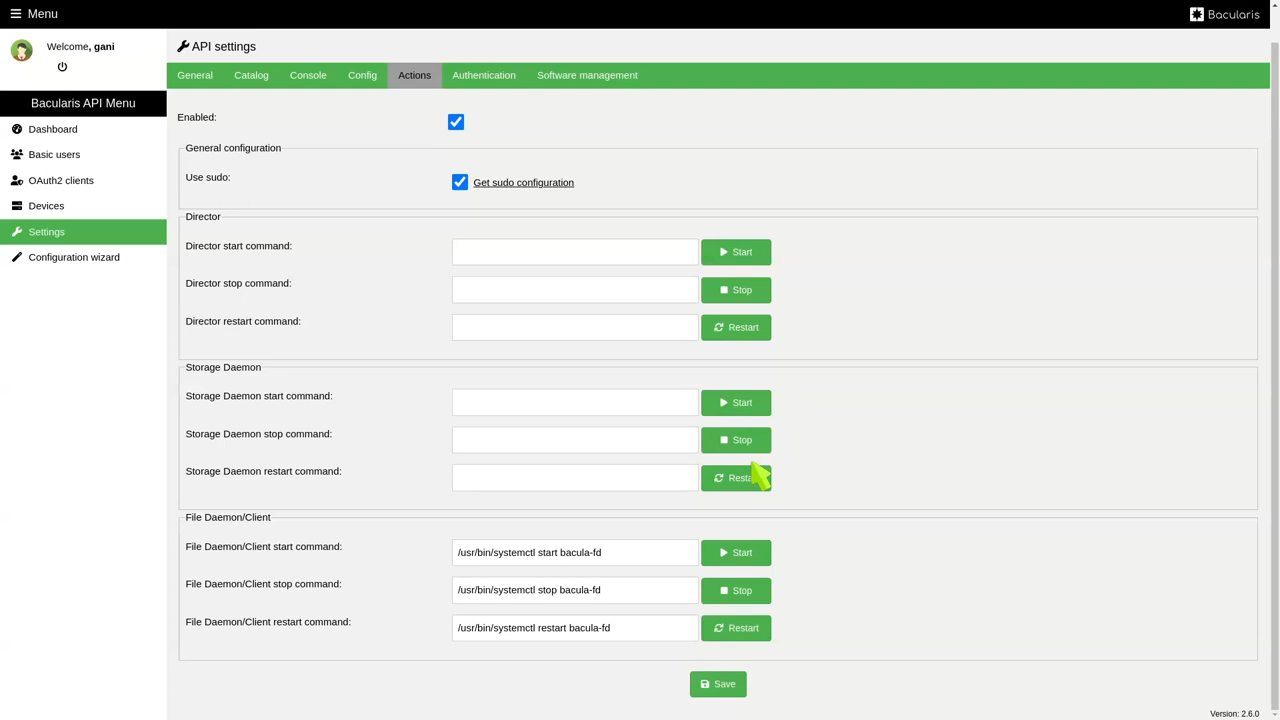 Menu
Bacularis
Welcome, gani
API settings
General Catalog Console Config Actions Authentication Software management
Bacularis API Menu
Dashboard
Basic users
OAuth2 clients
Devices
Settings
Configuration wizard
Enabled:
General configuration
Use sudo:
Get sudo configuration
Director
Director start command:
Start
Director stop command:
Stop
Director restart command:
Restart
Storage Daemon
Storage Daemon start command:
Start
Storage Daemon stop command:
Stop
Storage Daemon restart command:
Resta
File Daemon/Client
File Daemon/Client start command:
/usr/bin/systemctl start bacula-fd
Start
File Daemon/Client stop command:
/usr/bin/systemctl stop bacula-fd
Stop
File Daemon/Client restart command:
/usr/bin/systemctl restart bacula-fd
Restart
Save
Version: 2.6.0